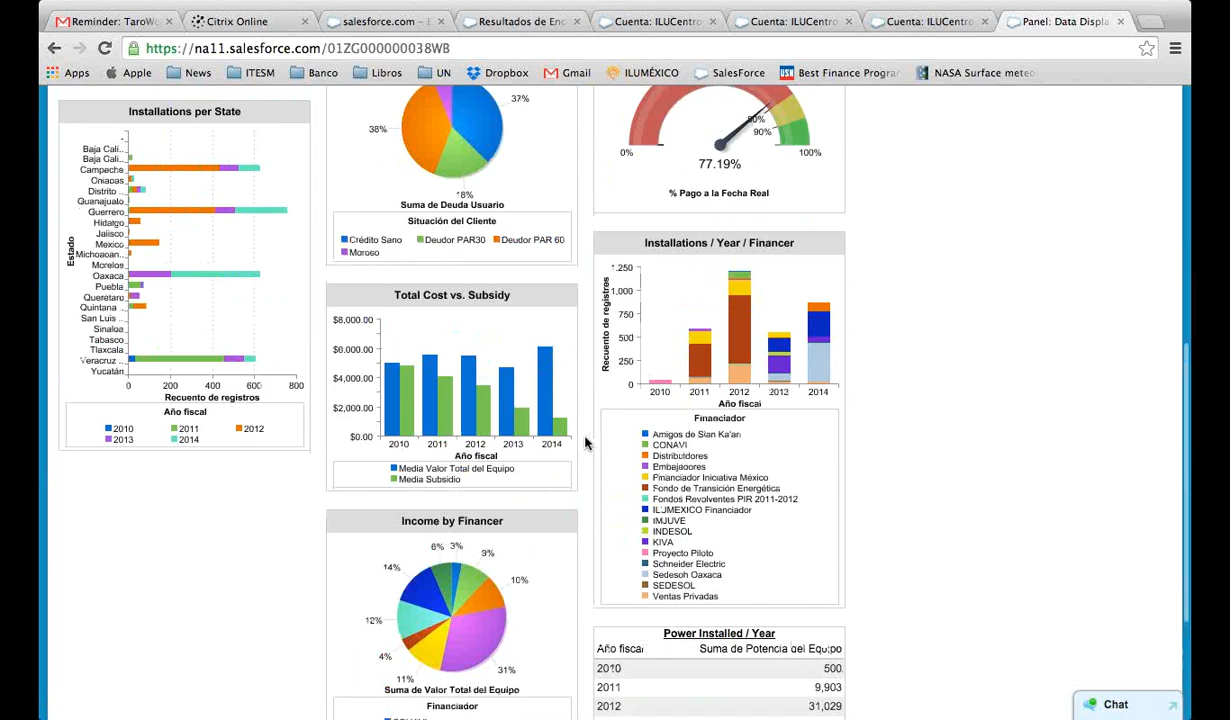 Reminder: TaroWo
Citrix Online
salesforce.com –
Resultados de En
Cuenta: ILUCentro
Cuenta: ILUCentro
Cuenta: ILUCentro
Panel: Data Displa
https://na11.salesforce.com/01ZG000000038WB
Apps
Apple
News
ITESM
Banco
Libros
UN
Dropbox
Gmail
ILUMÉXICO
SalesForce
Best Finance Progra
NASA Surface meteo
Installations per State
Baja Cali..
Baja Cali..
Campeche
Chiapas
Distrito ..
Guanajuato
Guerrero
Hidalgo
Jalisco
Mexico
Michoacan..
Morelos
Oaxaca
Puebla
Queretaro
Quintana ..
San Luis ..
Sinaloa
Tabasco
Tlaxcala
Veracruz ..
Yucatán
Estado
0 200 400 600 800
Recuento de registros
Año fiscal
2010 2011 2012
2013 2014
37%
38%
18%
Suma de Deuda Usuario
Situación del Cliente
Crédito Sano Deudor PAR30 Deudor PAR 60
Moroso
Total Cost vs. Subsidy
$8,000.00
$6,000.00
$4,000.00
$2,000.00
$0.00
2010 2011 2012 2013 2014
Año fiscal
Media Valor Total del Equipo
Media Subsidio
Income by Financer
6% 3%
9%
14%
10%
12%
4%
31%
11%
Suma de Valor Total del Equipo
Financiador
80%
90%
0%
100%
77.19%
% Pago a la Fecha Real
Installations / Year / Financer
1,250
1,000
750
500
250
0
Recuento de registros
2010 2011 2012 2013 2014
Año fiscal
Financiador
Amigos de Sian Ka'an
CONAVI
Distribuidores
Embajadores
Financiador Iniciativa México
Fondo de Transición Energética
Fondos Revolventes PIR 2011-2012
ILUMEXICO Financiador
IMJUVE
INDESOL
KIVA
Proyecto Piloto
Schneider Electric
Sedesoh Oaxaca
SEDESOL
Ventas Privadas
Power Installed / Year
Año fiscal Suma de Potencia del Equipo
2010 500
2011 9,903
2012 31,029
Chat